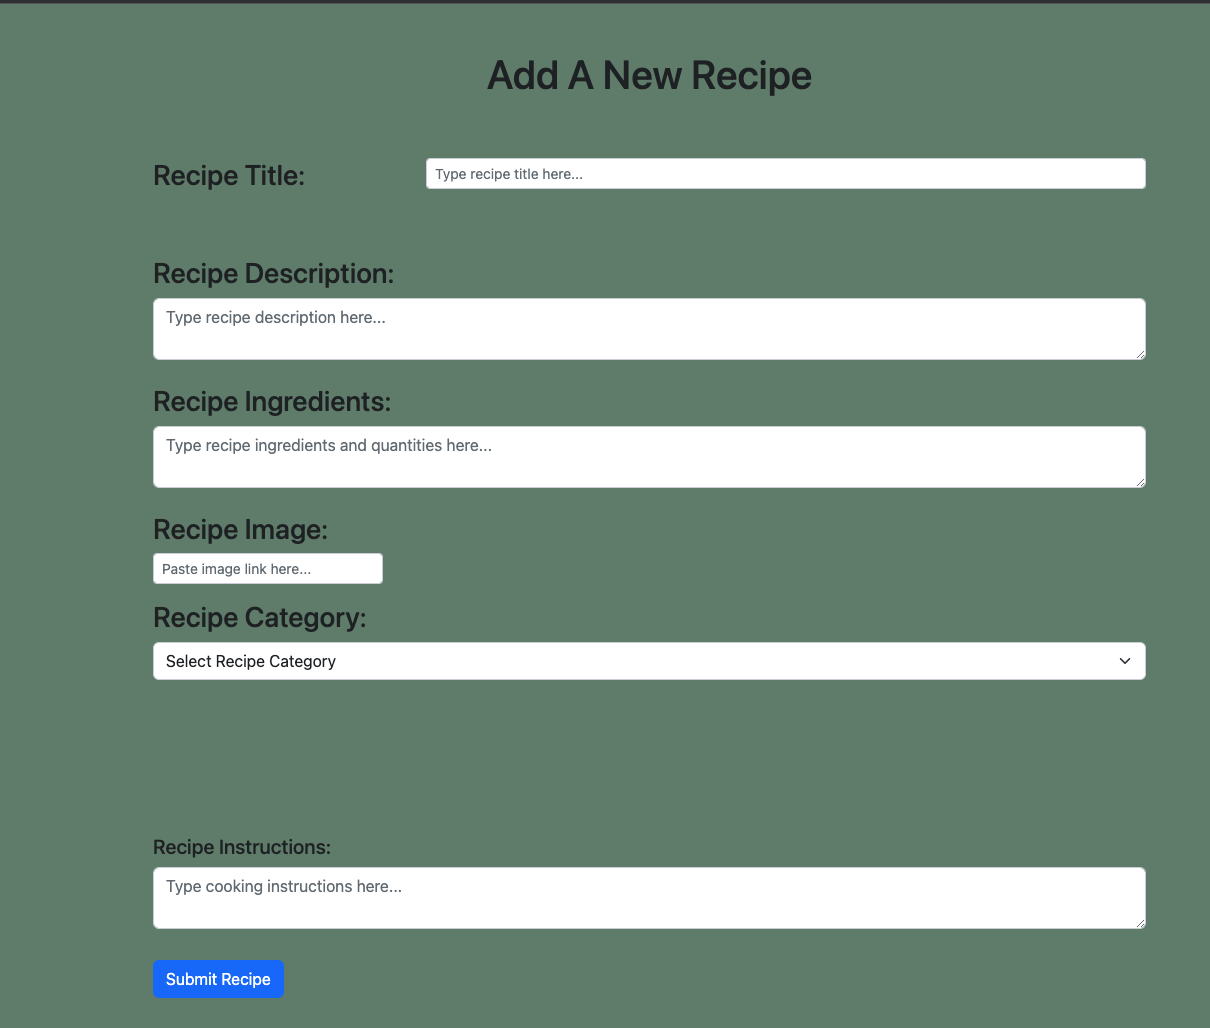 Add A New Recipe
Recipe Title:
Type recipe title here...
Recipe Description:
Type recipe description here...
Recipe Ingredients:
Type recipe ingredients and quantities here...
Recipe Image:
Paste image link here...
Recipe Category:
Select Recipe Category
Recipe Instructions:
Type cooking instructions here...
Submit Recipe